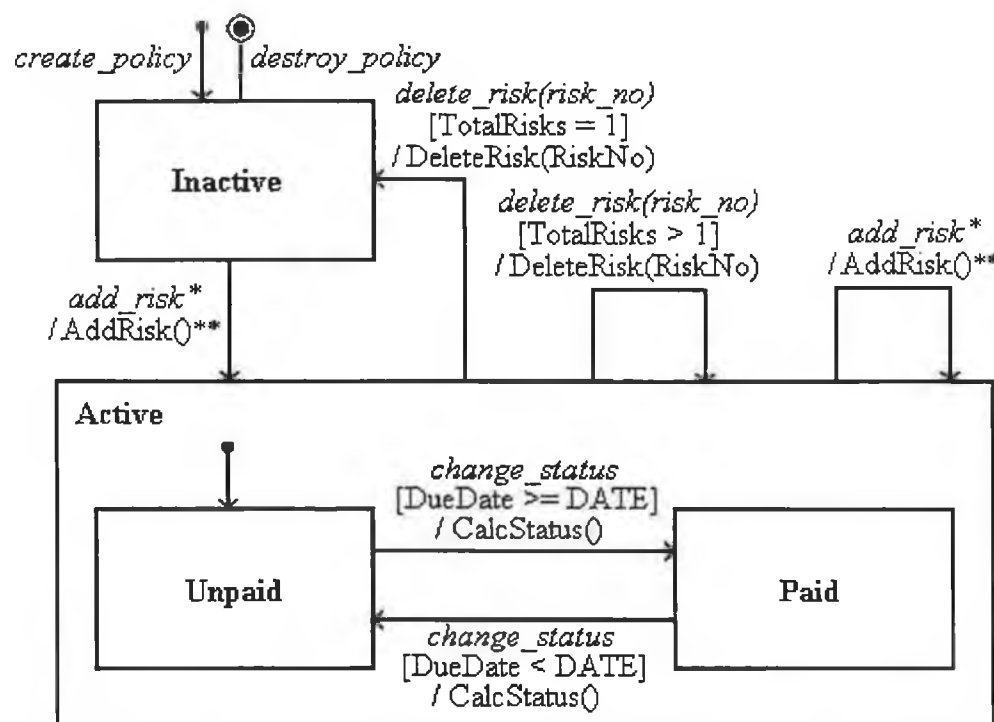 create_policy
destroy_policy
delete_risk(risk_no)
[TotalRisks = 1]
/ DeleteRisk(RiskNo)
Inactive
delete_risk(risk_no)
[TotalRisks > 1]
/ DeleteRisk(RiskNo)
add_risk*
/ AddRisk()**
add_risk*
/ AddRisk()**
Active
change_status
[DueDate >= DATE]
/ CalcStatus()
Unpaid
Paid
change_status
[DueDate < DATE]
/ CalcStatus()